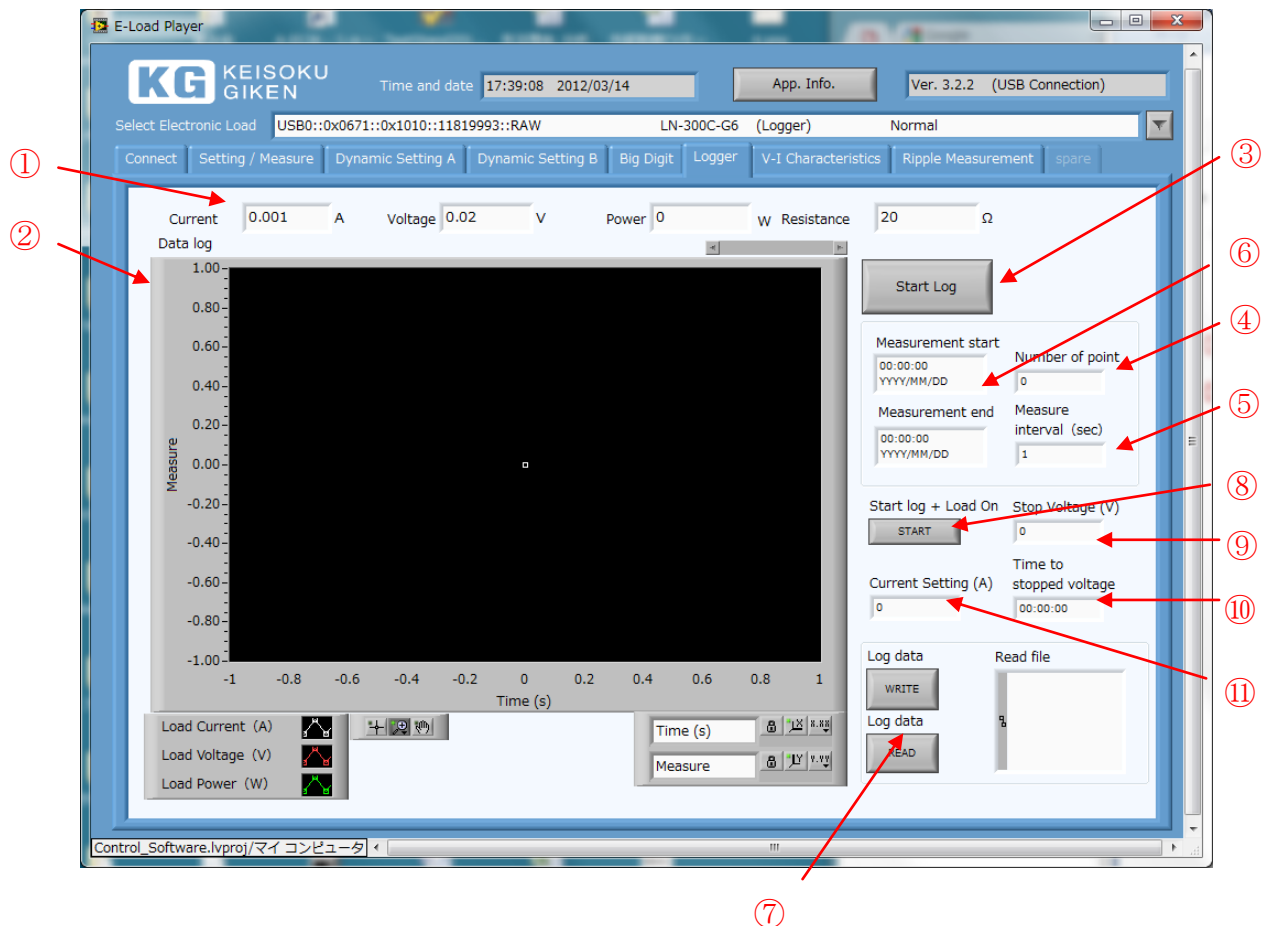 E-Load Player
KG KEISOKU GIKEN
Time and date 17:39:08 2012/03/14
App. Info.
Ver. 3.2.2 (USB Connection)
Select Electronic Load USB0::0x0671::0x1010::11819993::RAW LN-300C-G6 (Logger) Normal
Connect Setting / Measure Dynamic Setting A Dynamic Setting B Big Digit Logger V-I Characteristics Ripple Measurement spare
① ③
Current 0.001 A Voltage 0.02 V Power 0 W Resistance 20 Ω
②
Data log
⑥
Start Log
1.00
0.80
0.60
0.40
0.20
0.00
-0.20
-0.40
-0.60
-0.80
-1.00
Measure
-1 -0.8 -0.6 -0.4 -0.2 0 0.2 0.4 0.6 0.8 1
Time (s)
④
Measurement start
00:00:00
YYYY/MM/DD
Number of point
0
⑤
Measurement end
00:00:00
YYYY/MM/DD
Measure
interval (sec)
1
⑧
Start log + Load On
START
Stop Voltage (V)
0
⑨
Current Setting (A)
0
Time to
stopped voltage
00:00:00
⑩
Log data
WRITE
Log data
READ
Read file
⑪
Load Current (A)
Load Voltage (V)
Load Power (W)
Time (s)
X X.XX
Measure
Y Y.YY
Control_Software.lvproj/マイ コンピュータ
⑦